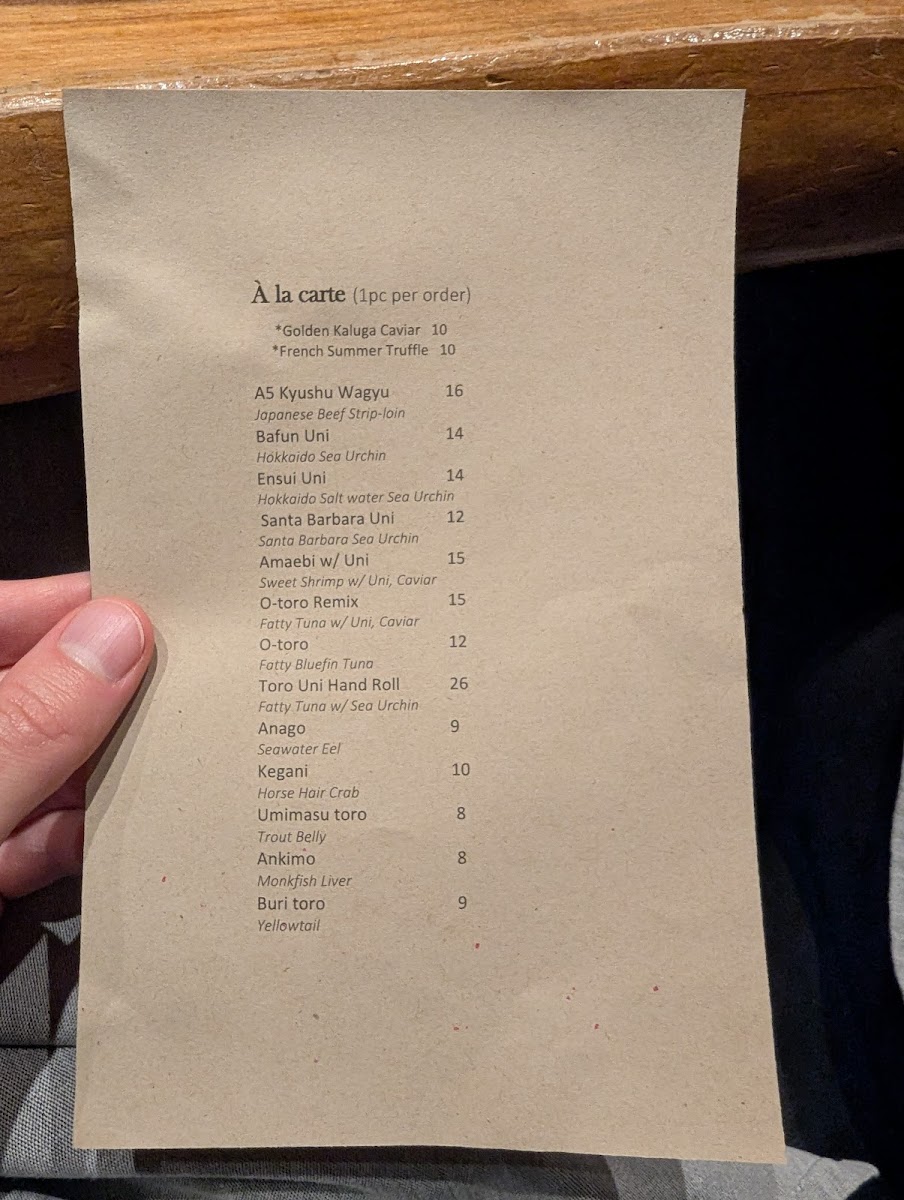 À la carte (1pc per order)
*Golden Kaluga Caviar 10
*French Summer Truffle 10
A5 Kyushu Wagyu 16
Japanese Beef Strip-loin
Bafun Uni 14
Hokkaido Sea Urchin
Ensui Uni 14
Hokkaido Salt water Sea Urchin
Santa Barbara Uni 12
Santa Barbara Sea Urchin
Amaebi w/ Uni 15
Sweet Shrimp w/ Uni, Caviar
O-toro Remix 15
Fatty Tuna w/ Uni, Caviar
O-toro 12
Fatty Bluefin Tuna
Toro Uni Hand Roll 26
Fatty Tuna w/ Sea Urchin
Anago 9
Seawater Eel
Kegani 10
Horse Hair Crab
Umimasu toro 8
Trout Belly
Ankimo 8
Monkfish Liver
Buri toro 9
Yellowtail